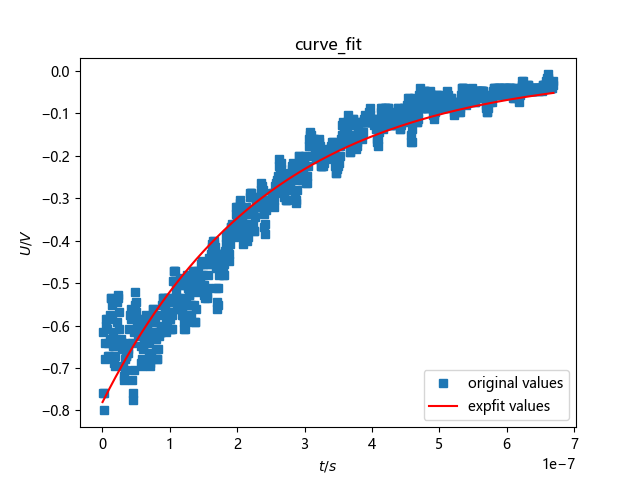 curve_fit
0.0
−0.1
−0.2
−0.3
−0.4
−0.5
−0.6
−0.7
−0.8
U/V
original values
expfit values
0 1 2 3 4 5 6 7
1e−7
t/s